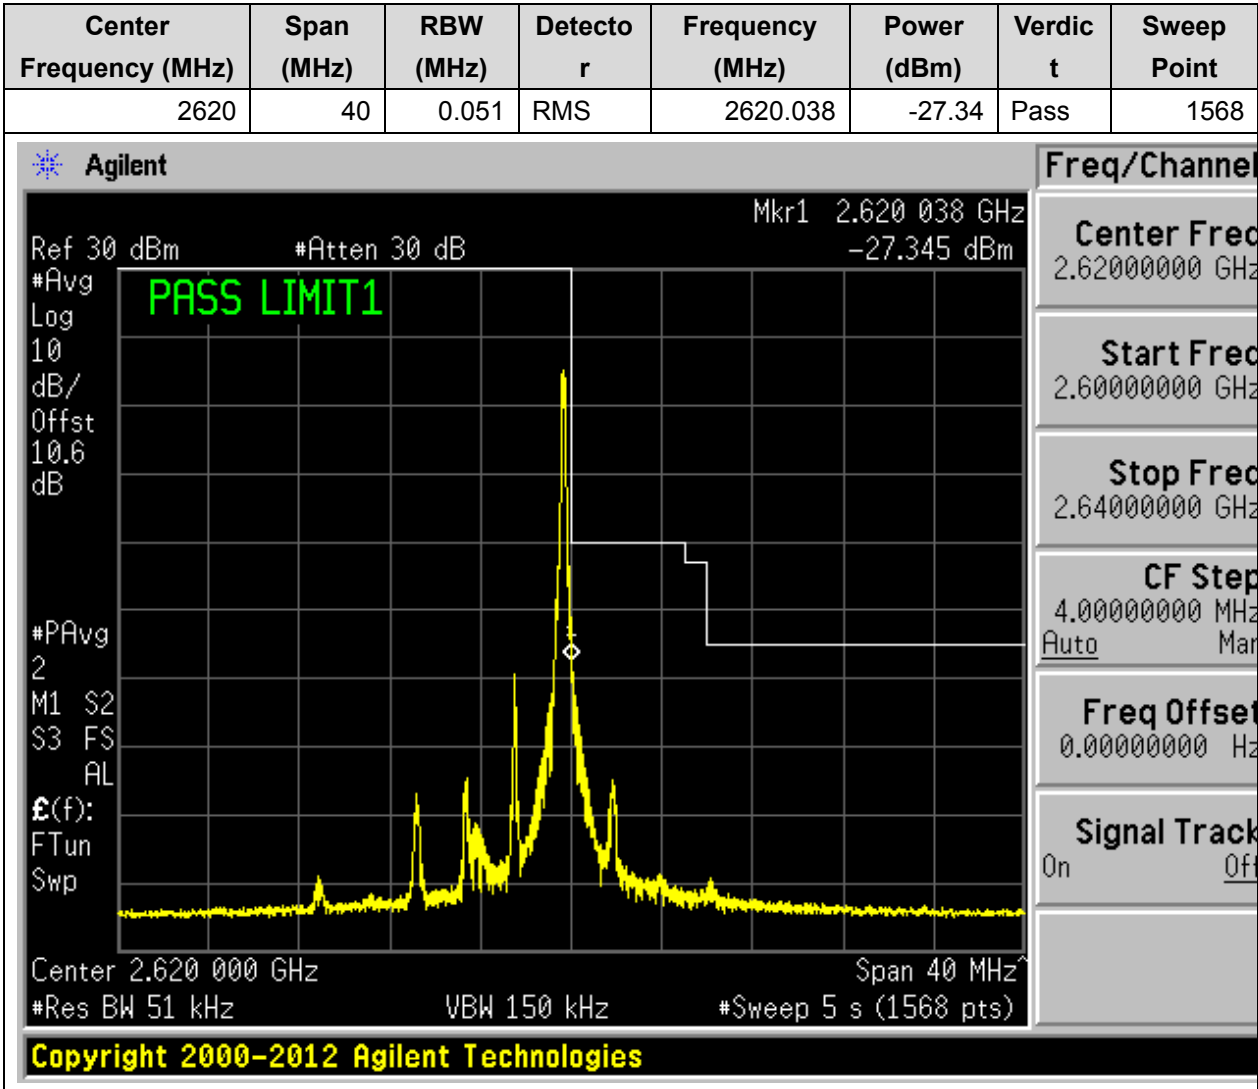 Center Frequency (MHz) Span (MHz) RBW (MHz) Detecto r Frequency (MHz) Power (dBm) Verdic t Sweep Point
2620 40 0.051 RMS 2620.038 -27.34 Pass 1568
Agilent
Freq/Channel
Mkr1 2.620 038 GHz
Ref 30 dBm #Atten 30 dB -27.345 dBm
#Avg
Log
10
dB/
Offst
10.6
dB
PASS LIMIT1
#PAvg
2
M1 S2
S3 FS
AL
£(f):
FTun
Swp
Center 2.620 000 GHz Span 40 MHz^
#Res BW 51 kHz VBW 150 kHz #Sweep 5 s (1568 pts)
Center Freq
2.62000000 GHz
Start Freq
2.60000000 GHz
Stop Freq
2.64000000 GHz
CF Step
4.00000000 MHz
Auto Man
Freq Offset
0.00000000 Hz
Signal Track
On Off
Copyright 2000-2012 Agilent Technologies